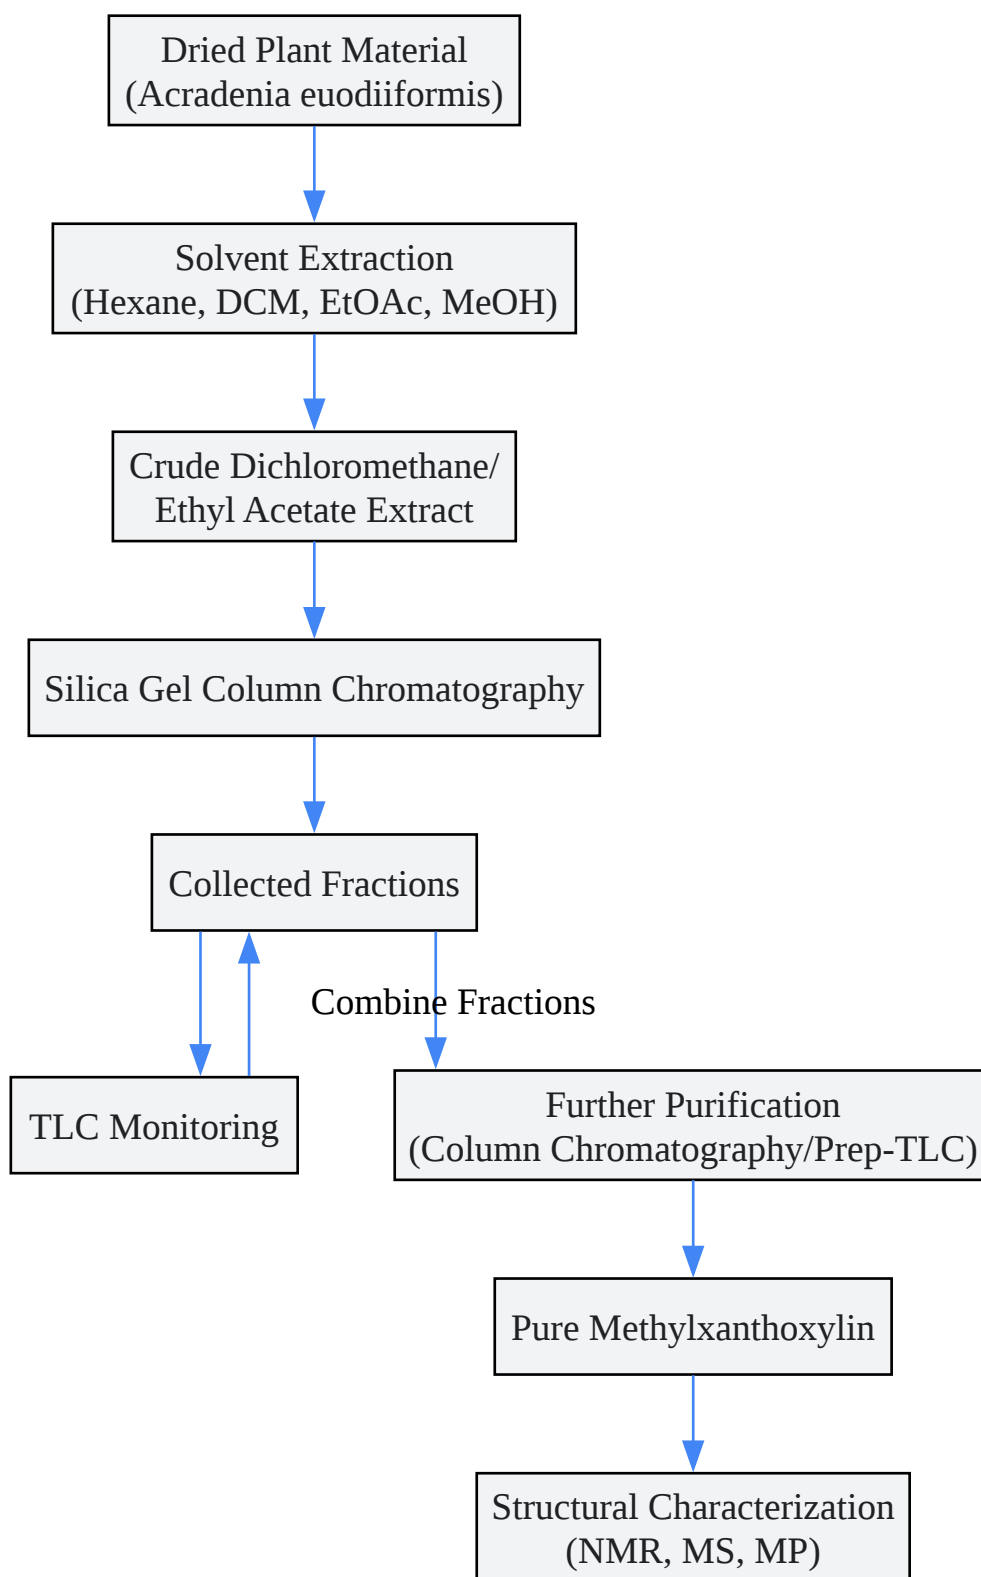 Dried Plant Material
(Acradenia euodiiformis)
Solvent Extraction
(Hexane, DCM, EtOAc, MeOH)
Crude Dichloromethane/
Ethyl Acetate Extract
Silica Gel Column Chromatography
Collected Fractions
Combine Fractions
TLC Monitoring
Further Purification
(Column Chromatography/Prep-TLC)
Pure Methylxanthoxylin
Structural Characterization
(NMR, MS, MP)